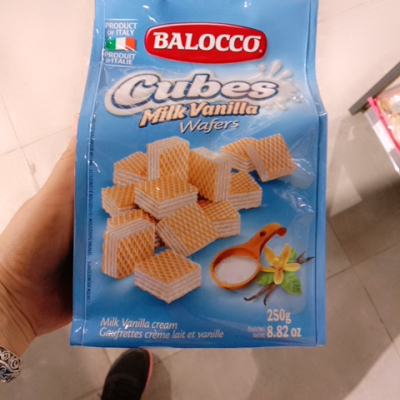 PRODUCT
OF ITALY
PRODUIT
D'ITALIE
BALOCCO
Cubes
Milk Vanilla
Wafers
Milk Vanilla cream
Gaufrettes crème lait et vanille
250g
8.82 oz